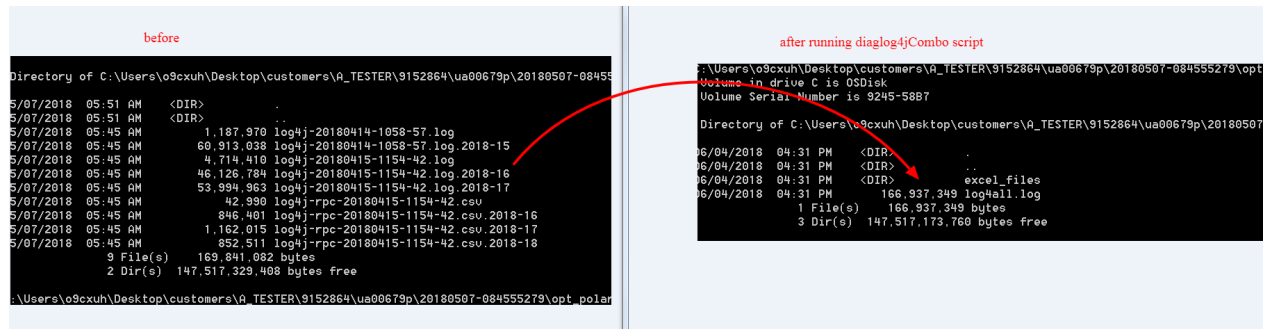 before
Directory of C:\Users\o9cxuh\Desktop\customers\A_TESTER\9152864\ua00679p\20180507-08455
5/07/2018 05:51 AM <DIR> .
5/07/2018 05:51 AM <DIR> ..
5/07/2018 05:45 AM 1,187,970 log4j-20180414-1058-57.log
5/07/2018 05:45 AM 60,913,038 log4j-20180414-1058-57.log.2018-15
5/07/2018 05:45 AM 4,714,410 log4j-20180415-1154-42.log
5/07/2018 05:45 AM 46,126,784 log4j-20180415-1154-42.log.2018-16
5/07/2018 05:45 AM 53,994,963 log4j-20180415-1154-42.log.2018-17
5/07/2018 05:45 AM 42,990 log4j-rpc-20180415-1154-42.csv
5/07/2018 05:45 AM 846,401 log4j-rpc-20180415-1154-42.csv.2018-16
5/07/2018 05:45 AM 1,162,015 log4j-rpc-20180415-1154-42.csv.2018-17
5/07/2018 05:45 AM 852,511 log4j-rpc-20180415-1154-42.csv.2018-18
9 File(s) 169,841,082 bytes
2 Dir(s) 147,517,329,408 bytes free
:\Users\o9cxuh\Desktop\customers\A_TESTER\9152864\ua00679p\20180507-084555279\opt_polar
after running diaglog4jCombo script
:\Users\o9cxuh\Desktop\customers\A_TESTER\9152864\ua00679p\20180507-084555279\opt
Volume in drive C is OSDisk
Volume Serial Number is 9245-58B7
Directory of C:\Users\o9cxuh\Desktop\customers\A_TESTER\9152864\ua00679p\20180507
06/04/2018 04:31 PM <DIR> .
06/04/2018 04:31 PM <DIR> ..
06/04/2018 04:31 PM <DIR> excel_files
06/04/2018 04:31 PM 166,937,349 log4all.log
1 File(s) 166,937,349 bytes
3 Dir(s) 147,517,173,760 bytes free